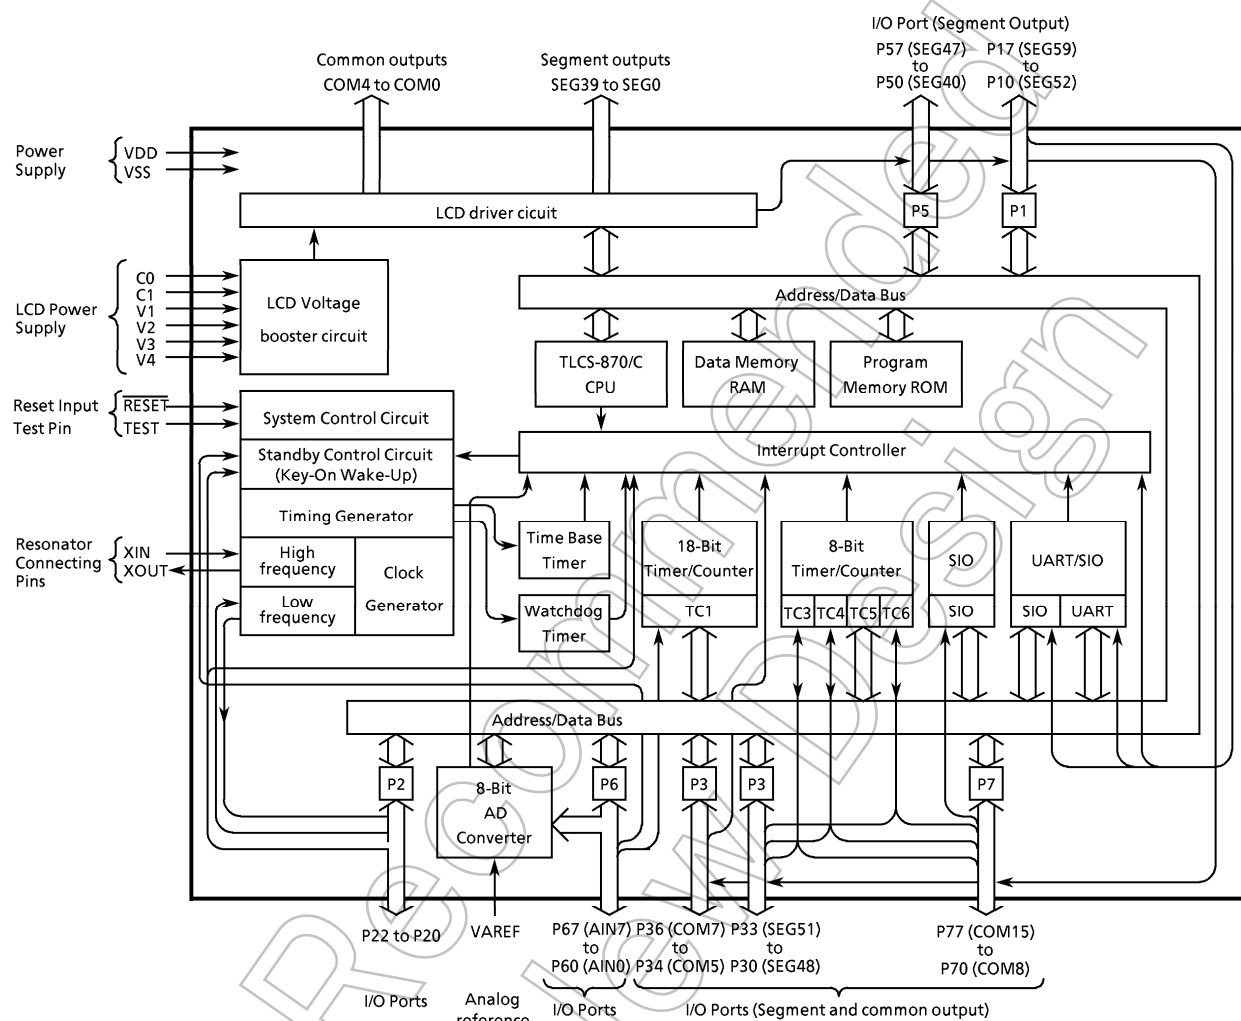 I/O Port (Segment Output)
P57 (SEG47)
to
P50 (SEG40)
P17 (SEG59)
to
P10 (SEG52)
Common outputs
COM4 to COM0
Segment outputs
SEG39 to SEG0
Power
Supply
VDD
VSS
LCD driver cicuit
P5
P1
LCD Power
Supply
C0
C1
V1
V2
V3
V4
LCD Voltage
booster circuit
Address/Data Bus
TLCS-870/C
CPU
Data Memory
RAM
Program
Memory ROM
Reset Input
Test Pin
RESET
TEST
System Control Circuit
Standby Control Circuit
(Key-On Wake-Up)
Interrupt Controller
Timing Generator
Resonator
Connecting
Pins
XIN
XOUT
High
frequency
Low
frequency
Clock
Generator
Time Base
Timer
Watchdog
Timer
18-Bit
Timer/Counter
TC1
8-Bit
Timer/Counter
TC3
TC4
TC5
TC6
SIO
SIO
UART/SIO
SIO
UART
Address/Data Bus
P2
8-Bit
AD
Converter
P6
P3
P3
P7
P22 to P20
VAREF
P67 (AIN7)
to
P60 (AIN0)
P36 (COM7)
to
P34 (COM5)
P33 (SEG51)
to
P30 (SEG48)
P77 (COM15)
to
P70 (COM8)
I/O Ports
Analog
reference
I/O Ports
I/O Ports (Segment and common output)
Recommended
ew Design